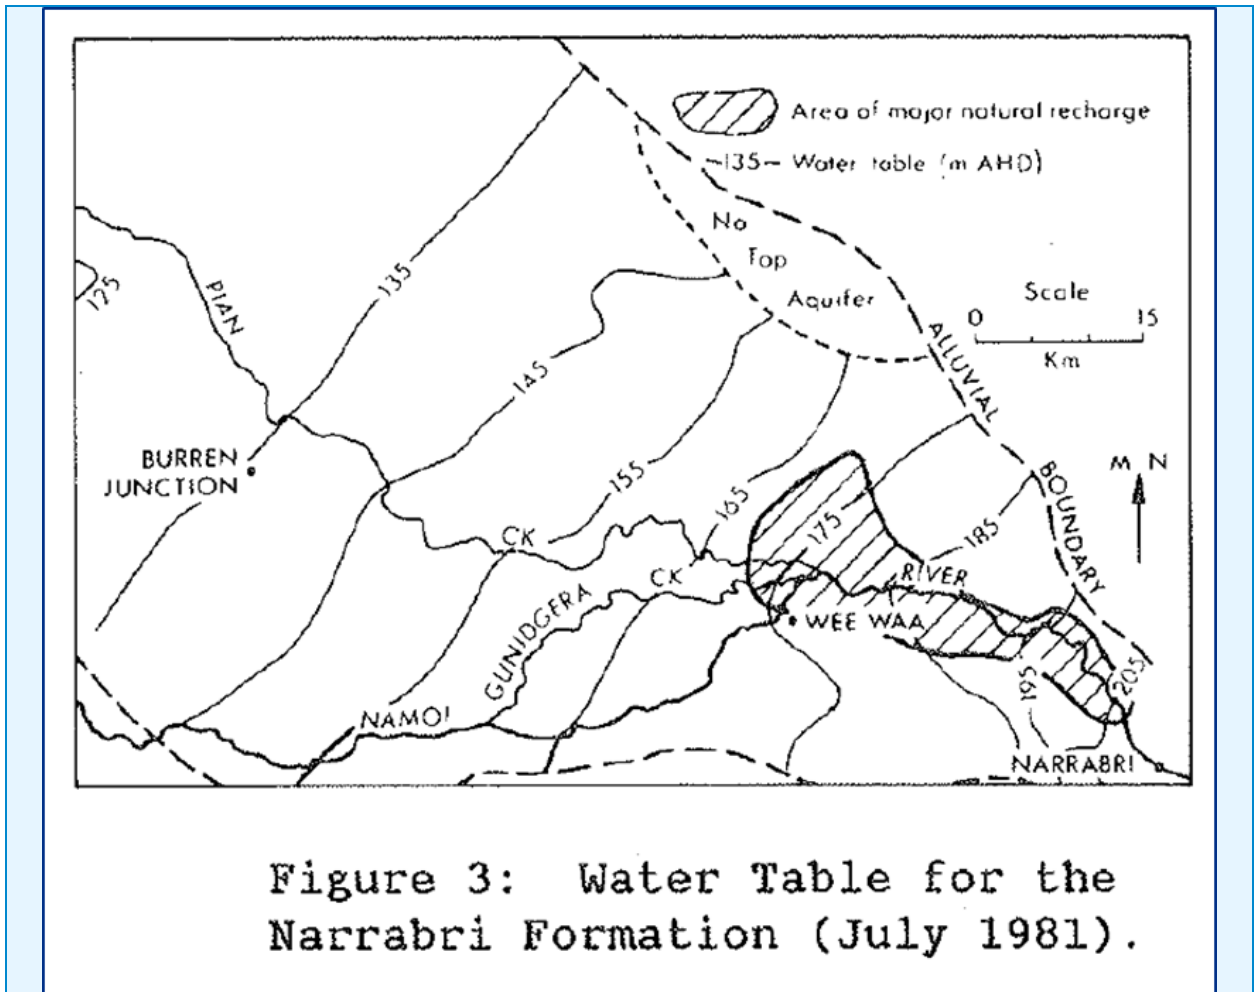 Area of major natural recharge
-135- Water table (m AHD)
No
Top
Aquifer
Scale
0 15
Km
ALLUVIAL
BOUNDARY
M N
125
PIAN
135
145
155
165
175
185
BURREN
JUNCTION
CK
CK
GUNIDGERA
RIVER
WEE WAA
195
205
NAMOI
NARRABRI
Figure 3: Water Table for the
Narrabri Formation (July 1981).